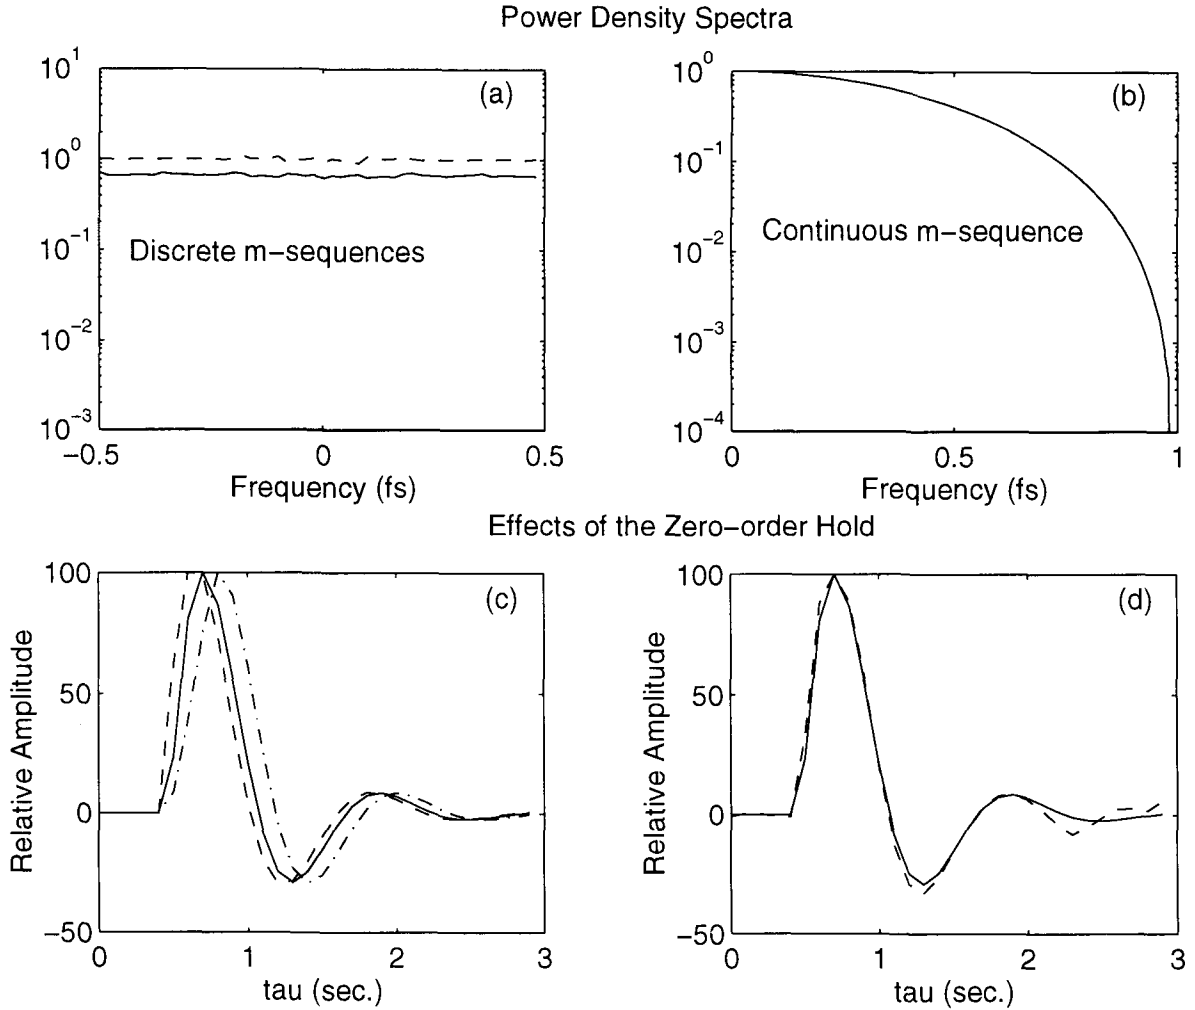 Power Density Spectra
(a)
10^1
10^0
10^-1
10^-2
10^-3
Discrete m-sequences
-0.5 0 0.5
Frequency (fs)
(b)
10^0
10^-1
10^-2
10^-3
10^-4
Continuous m-sequence
0 0.5 1
Frequency (fs)
Effects of the Zero-order Hold
(c)
100
50
0
-50
Relative Amplitude
0 1 2 3
tau (sec.)
(d)
100
50
0
-50
Relative Amplitude
0 1 2 3
tau (sec.)